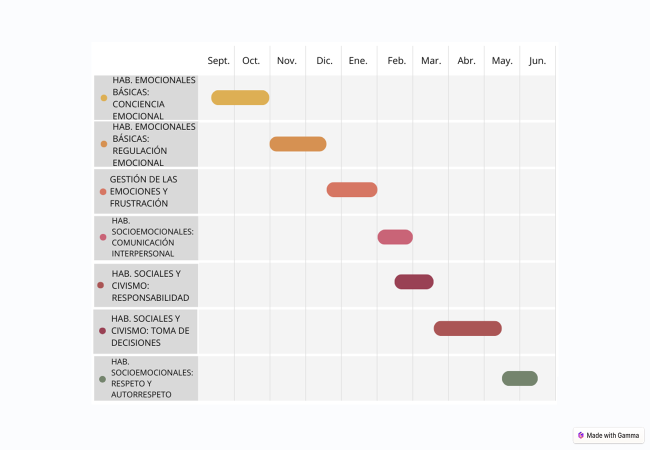 Sept. Oct. Nov. Dic. Ene. Feb. Mar. Abr. May. Jun.
HAB. EMOCIONALES
BÁSICAS:
CONCIENCIA
EMOCIONAL
HAB. EMOCIONALES
BÁSICAS:
REGULACIÓN
EMOCIONAL
GESTIÓN DE LAS
EMOCIONES Y
FRUSTRACIÓN
HAB.
SOCIOEMOCIONALES:
COMUNICACIÓN
INTERPERSONAL
HAB. SOCIALES Y
CIVISMO:
RESPONSABILIDAD
HAB. SOCIALES Y
CIVISMO: TOMA DE
DECISIONES
HAB.
SOCIOEMOCIONALES:
RESPETO Y
AUTORRESPETO
Made with Gamma